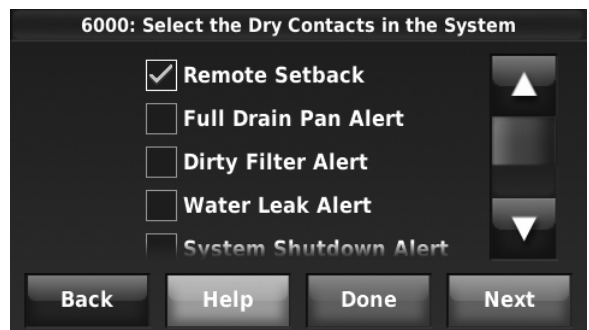 6000: Select the Dry Contacts in the System
Remote Setback
Full Drain Pan Alert
Dirty Filter Alert
Water Leak Alert
System Shutdown Alert
Back Help Done Next